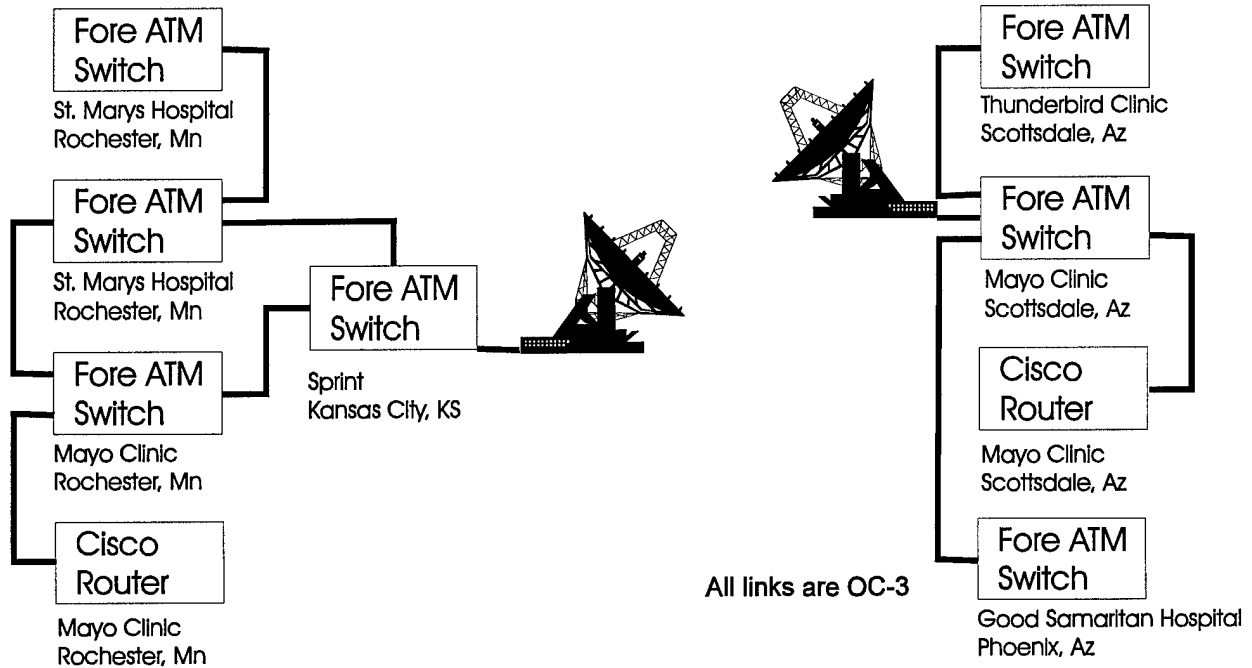 Fore ATM
Switch
St. Marys Hospital
Rochester, Mn
Fore ATM
Switch
St. Marys Hospital
Rochester, Mn
Fore ATM
Switch
Mayo Clinic
Rochester, Mn
Cisco
Router
Mayo Clinic
Rochester, Mn
Fore ATM
Switch
Sprint
Kansas City, KS
Fore ATM
Switch
Thunderbird Clinic
Scottsdale, Az
Fore ATM
Switch
Mayo Clinic
Scottsdale, Az
Cisco
Router
Mayo Clinic
Scottsdale, Az
Fore ATM
Switch
Good Samaritan Hospital
Phoenix, Az
All links are OC-3